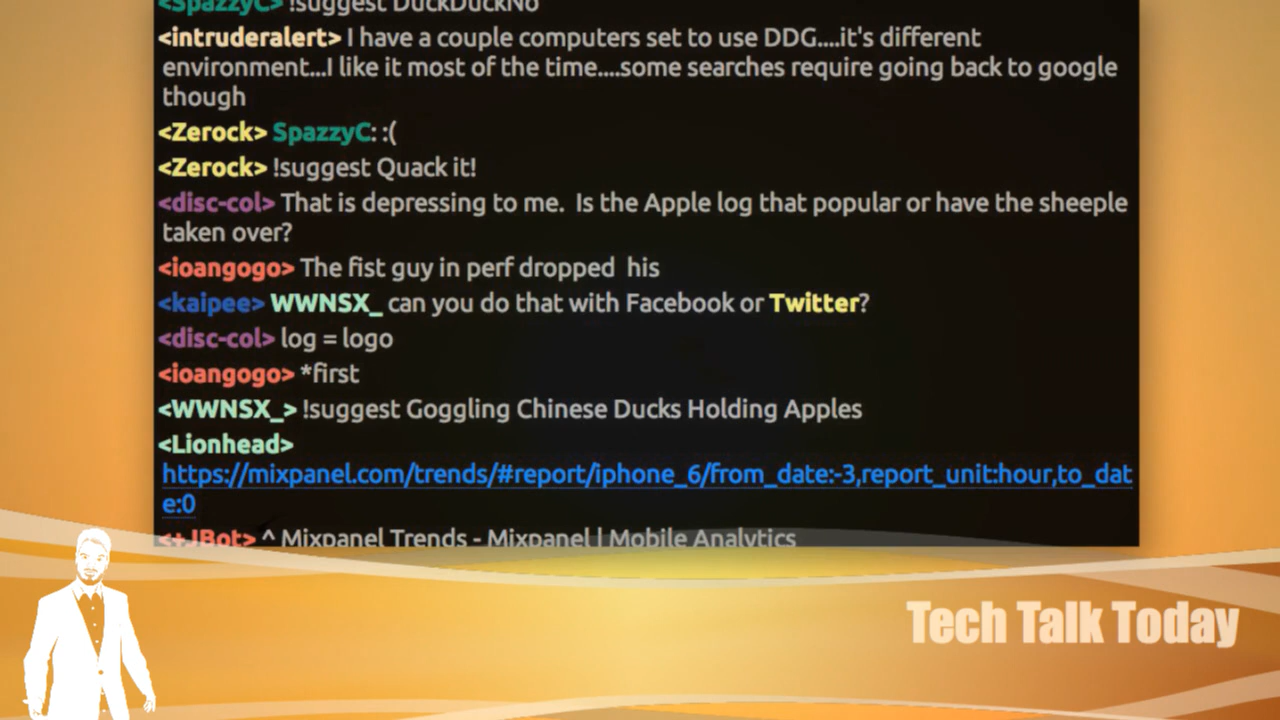 <SpazzyC> !suggest DuckDuckNo
<intruderalert> I have a couple computers set to use DDG....it's different
environment...I like it most of the time....some searches require going back to google
though
<Zerock> SpazzyC: :(
<Zerock> !suggest Quack it!
<disc-col> That is depressing to me.  Is the Apple log that popular or have the sheeple
taken over?
<ioangogo> The fist guy in perf dropped  his
<kaipee> WWNSX_ can you do that with Facebook or Twitter?
<disc-col> log = logo
<ioangogo> *first
<WWNSX_> !suggest Goggling Chinese Ducks Holding Apples
<Lionhead>
https://mixpanel.com/trends/#report/iphone_6/from_date:-3,report_unit:hour,to_dat
e:0
<+JBot> ^ Mixpanel Trends - Mixpanel | Mobile Analytics
Tech Talk Today